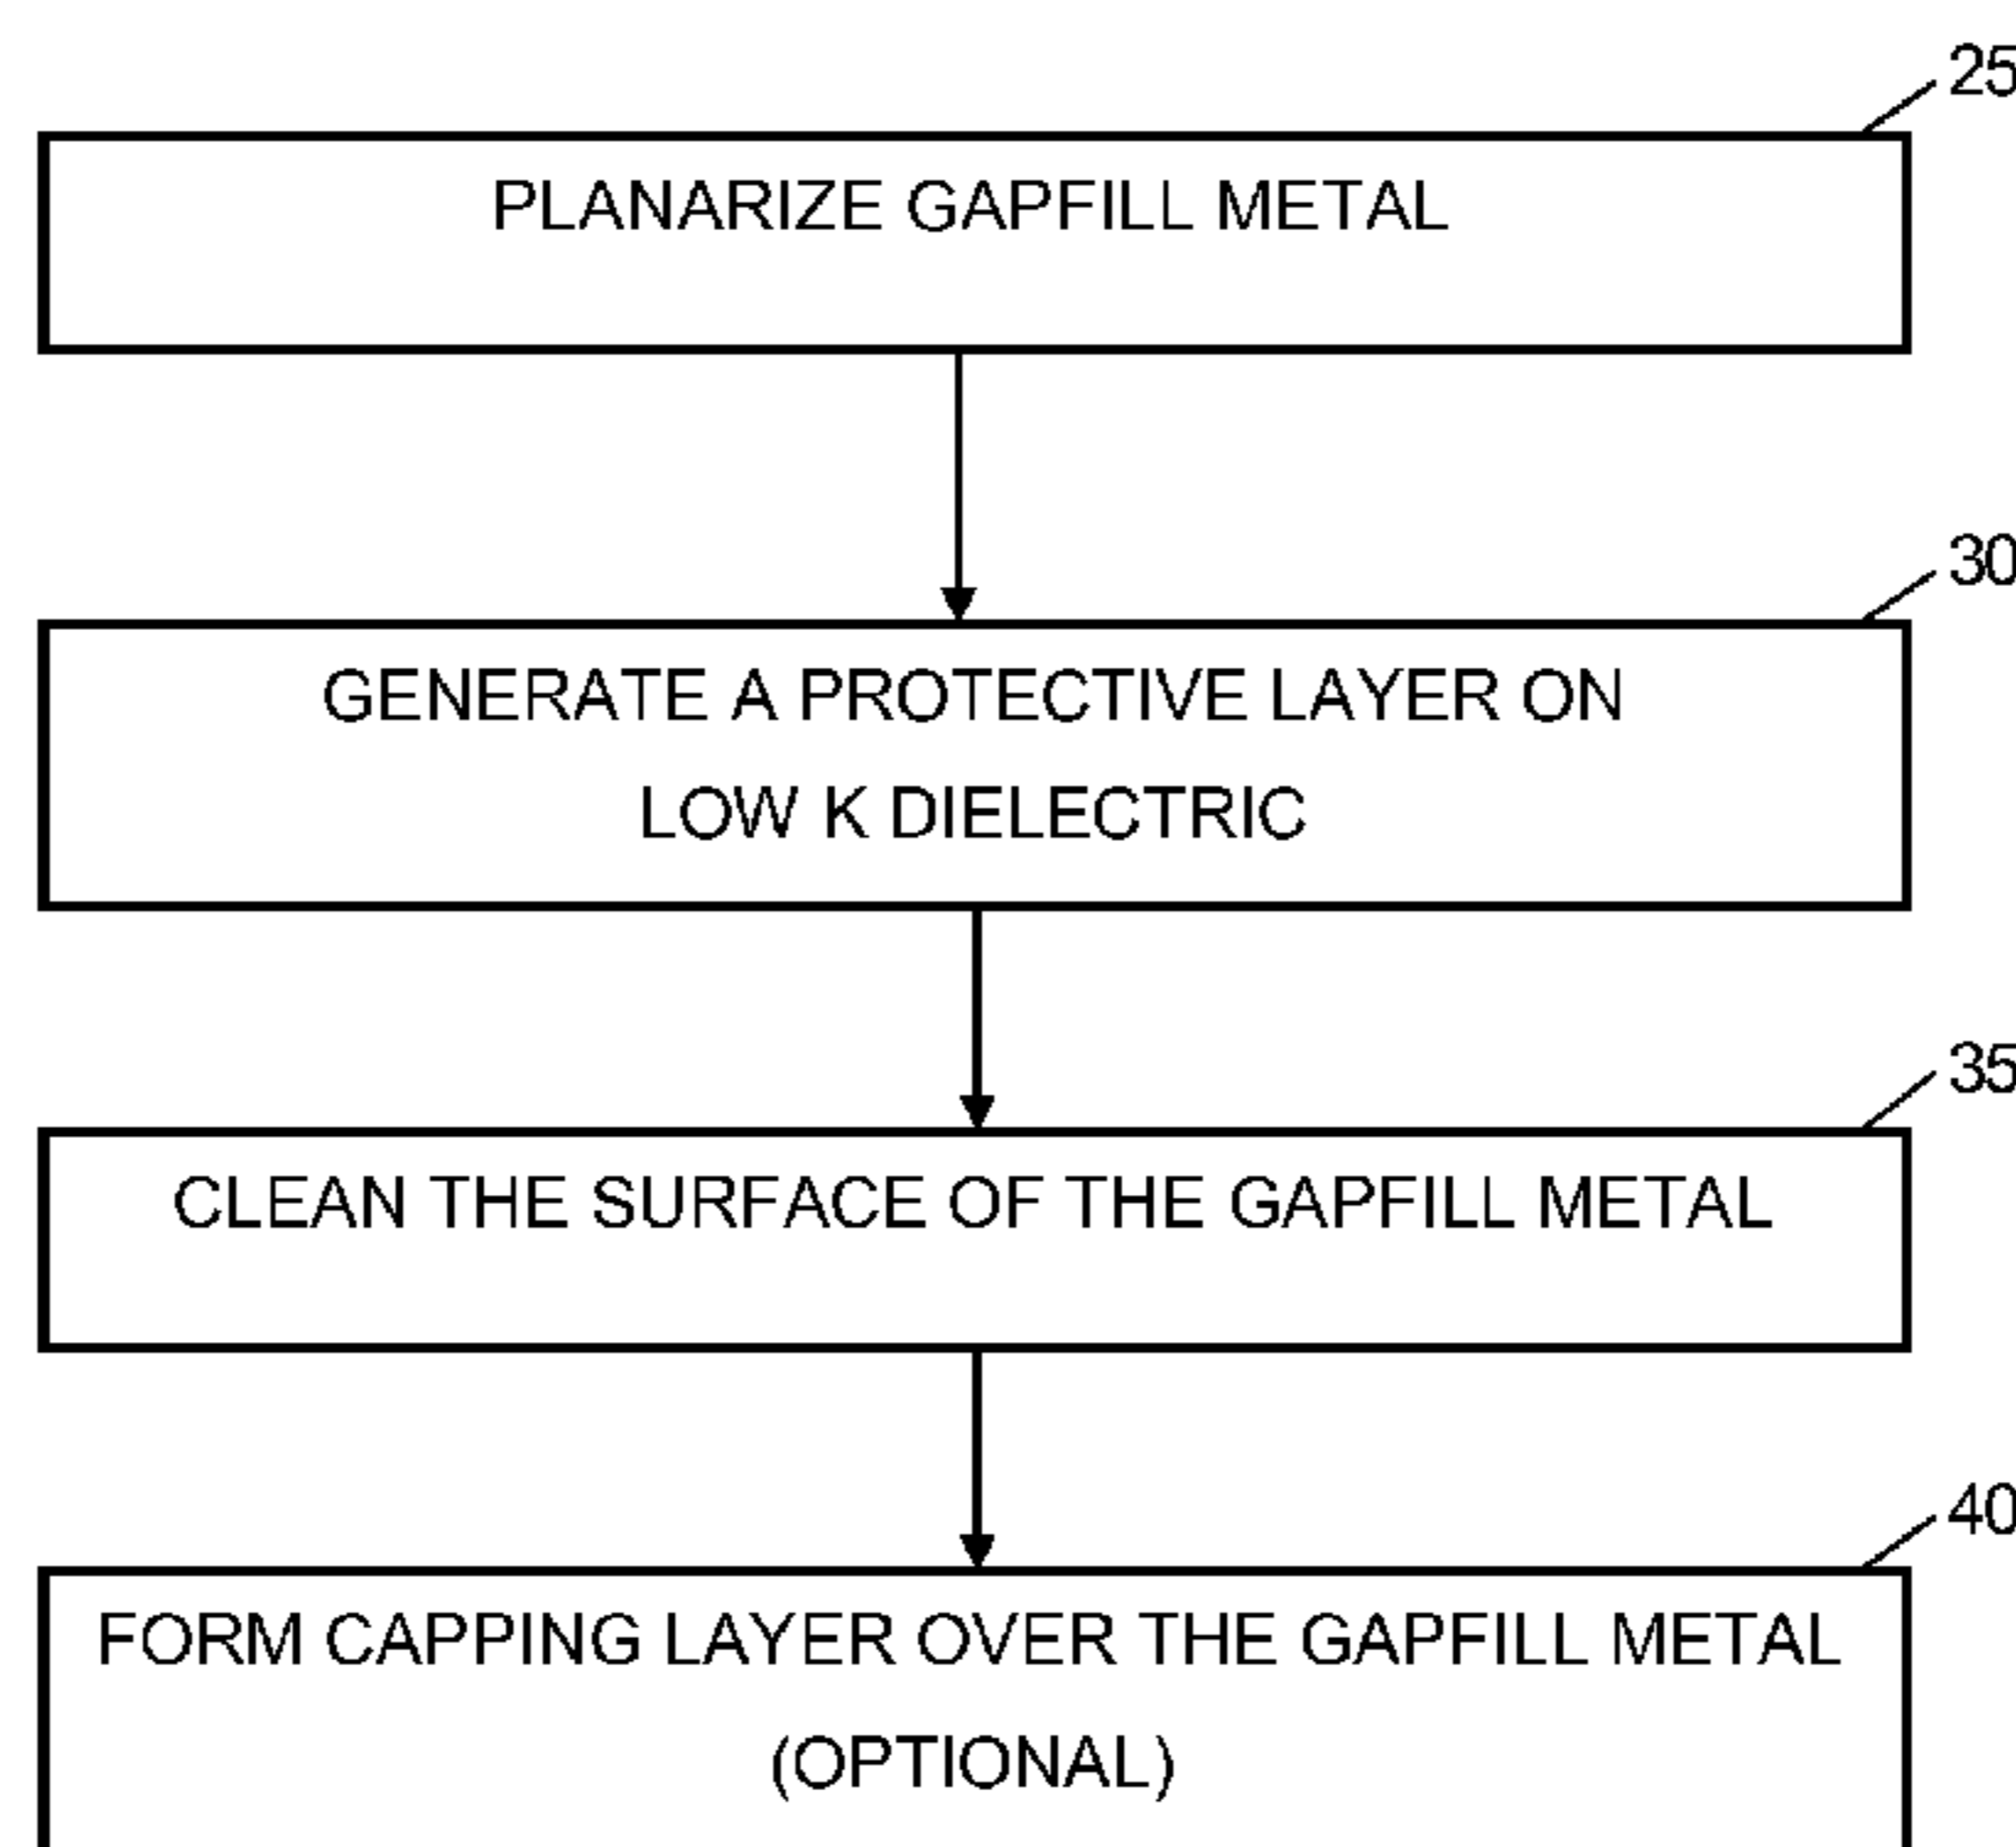 25
PLANARIZE GAPFILL METAL
30
GENERATE A PROTECTIVE LAYER ON
LOW K DIELECTRIC
35
CLEAN THE SURFACE OF THE GAPFILL METAL
40
FORM CAPPING LAYER OVER THE GAPFILL METAL
(OPTIONAL)